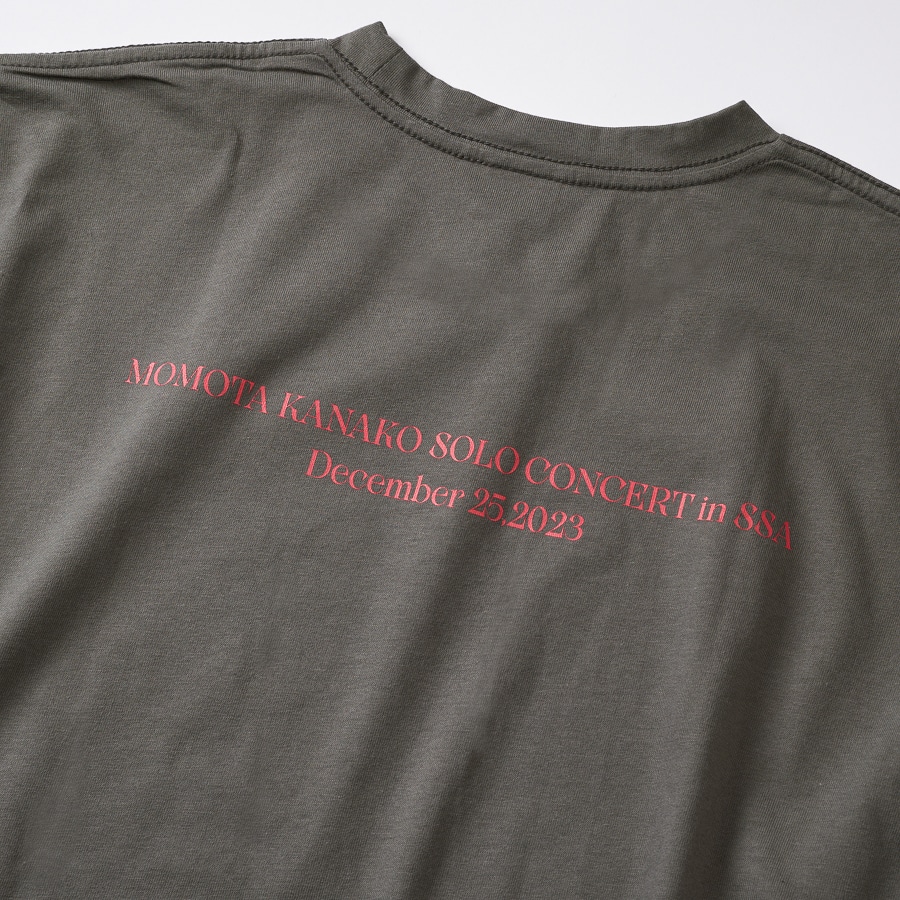 MOMOTA KANAKO SOLO CONCERT in SSA
December 25,2023